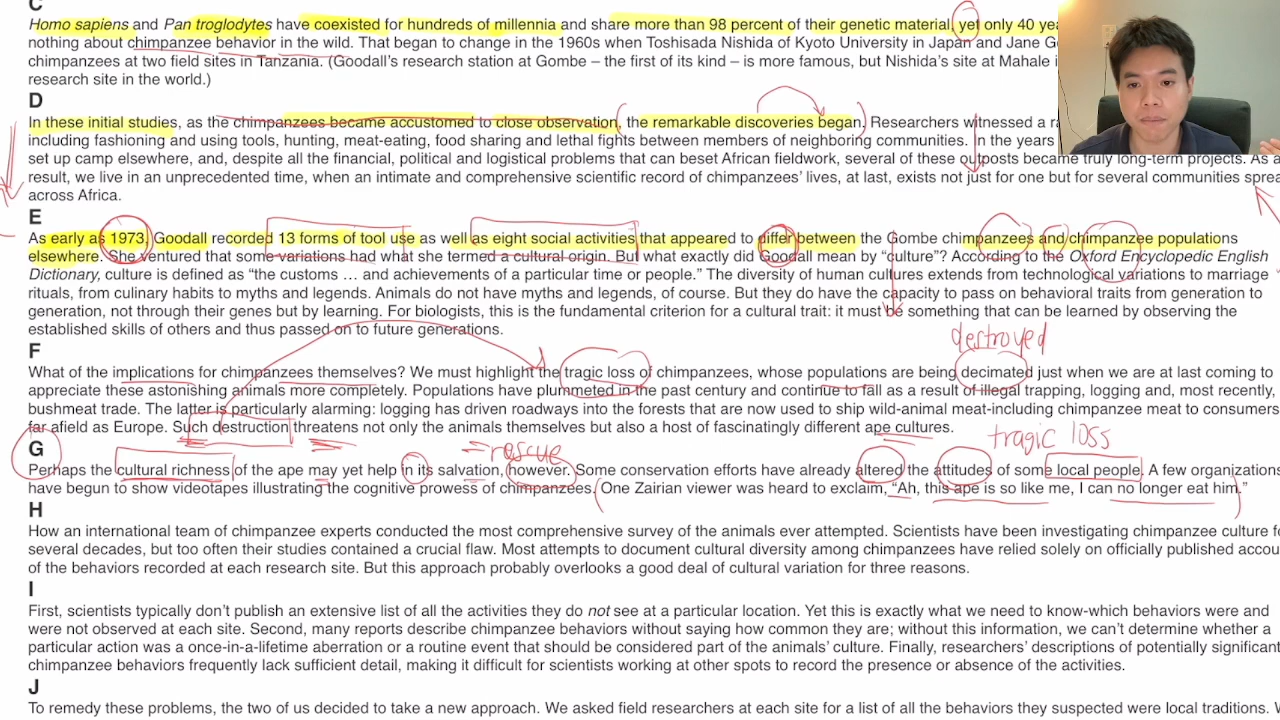 C
Homo sapiens and Pan troglodytes have coexisted for hundreds of millennia and share more than 98 percent of their genetic material, yet only 40
nothing about chimpanzee behavior in the wild. That began to change in the 1960s when Toshisada Nishida of Kyoto University in Japan and Jane
chimpanzees at two field sites in Tanzania. (Goodall's research station at Gombe – the first of its kind – is more famous, but Nishida's site at Mahale
research site in the world.)
D
In these initial studies, as the chimpanzees became accustomed to close observation, the remarkable discoveries began. Researchers witnessed a
including fashioning and using tools, hunting, meat-eating, food sharing and lethal fights between members of neighboring communities. In the years
set up camp elsewhere, and, despite all the financial, political and logistical problems that can beset African fieldwork, several of these outposts became truly long-term projects. As a
result, we live in an unprecedented time, when an intimate and comprehensive scientific record of chimpanzees' lives, at last, exists not just for one but for several communities
across Africa.
E
As early as 1973, Goodall recorded 13 forms of tool use as well as eight social activities that appeared to differ between the Gombe chimpanzees and chimpanzee populations
elsewhere. She ventured that some variations had what she termed a cultural origin. But what exactly did Goodall mean by "culture"? According to the Oxford Encyclopedic English
Dictionary, culture is defined as "the customs … and achievements of a particular time or people." The diversity of human cultures extends from technological variations to marriage
rituals, from culinary habits to myths and legends. Animals do not have myths and legends, of course. But they do have the capacity to pass on behavioral traits from generation to
generation, not through their genes but by learning. For biologists, this is the fundamental criterion for a cultural trait: it must be something that can be learned by observing the
established skills of others and thus passed on to future generations.
destroyed
F
What of the implications for chimpanzees themselves? We must highlight the tragic loss of chimpanzees, whose populations are being decimated just when we are at last coming to
appreciate these astonishing animals more completely. Populations have plummeted in the past century and continue to fall as a result of illegal trapping, logging and, most recently,
bushmeat trade. The latter is particularly alarming: logging has driven roadways into the forests that are now used to ship wild-animal meat-including chimpanzee meat to consumers
far afield as Europe. Such destruction threatens not only the animals themselves but also a host of fascinatingly different ape cultures.
tragic loss
=rescue
G
Perhaps the cultural richness of the ape may yet help in its salvation, however. Some conservation efforts have already altered the attitudes of some local people. A few organizations
have begun to show videotapes illustrating the cognitive prowess of chimpanzees. One Zairian viewer was heard to exclaim, "Ah, this ape is so like me, I can no longer eat him."
H
How an international team of chimpanzee experts conducted the most comprehensive survey of the animals ever attempted. Scientists have been investigating chimpanzee culture
several decades, but too often their studies contained a crucial flaw. Most attempts to document cultural diversity among chimpanzees have relied solely on officially published
of the behaviors recorded at each research site. But this approach probably overlooks a good deal of cultural variation for three reasons.
I
First, scientists typically don't publish an extensive list of all the activities they do not see at a particular location. Yet this is exactly what we need to know-which behaviors were and
were not observed at each site. Second, many reports describe chimpanzee behaviors without saying how common they are; without this information, we can't determine whether a
particular action was a once-in-a-lifetime aberration or a routine event that should be considered part of the animals' culture. Finally, researchers' descriptions of potentially significant
chimpanzee behaviors frequently lack sufficient detail, making it difficult for scientists working at other spots to record the presence or absence of the activities.
J
To remedy these problems, the two of us decided to take a new approach. We asked field researchers at each site for a list of all the behaviors they suspected were local traditions.